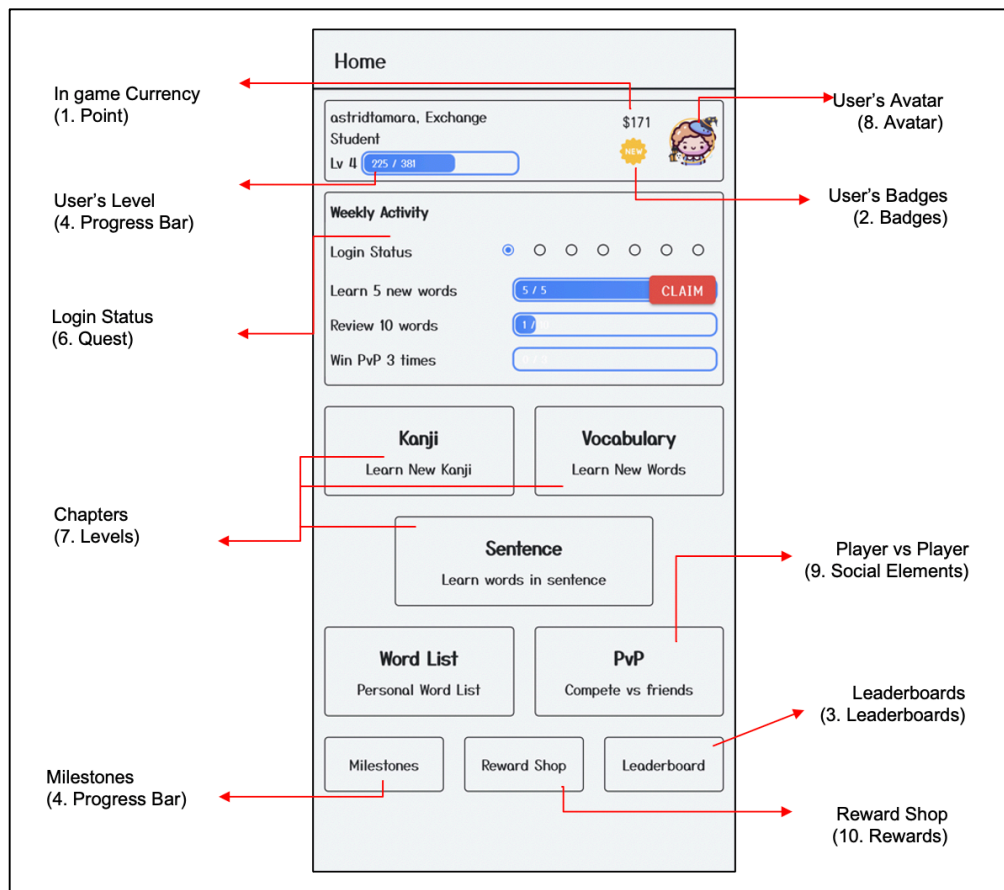 Home
In game Currency
(1. Point)
astridtamara, Exchange
Student
$171
NEW
User's Avatar
(8. Avatar)
Lv 4
225 / 381
User's Level
(4. Progress Bar)
User's Badges
(2. Badges)
Weekly Activity
Login Status
Learn 5 new words
5 / 5
CLAIM
Login Status
(6. Quest)
Review 10 words
1 /
Win PvP 3 times
Kanji
Learn New Kanji
Vocabulary
Learn New Words
Chapters
(7. Levels)
Sentence
Learn words in sentence
Player vs Player
(9. Social Elements)
Word List
Personal Word List
PvP
Compete vs friends
Leaderboards
(3. Leaderboards)
Milestones
Reward Shop
Leaderboard
Milestones
(4. Progress Bar)
Reward Shop
(10. Rewards)